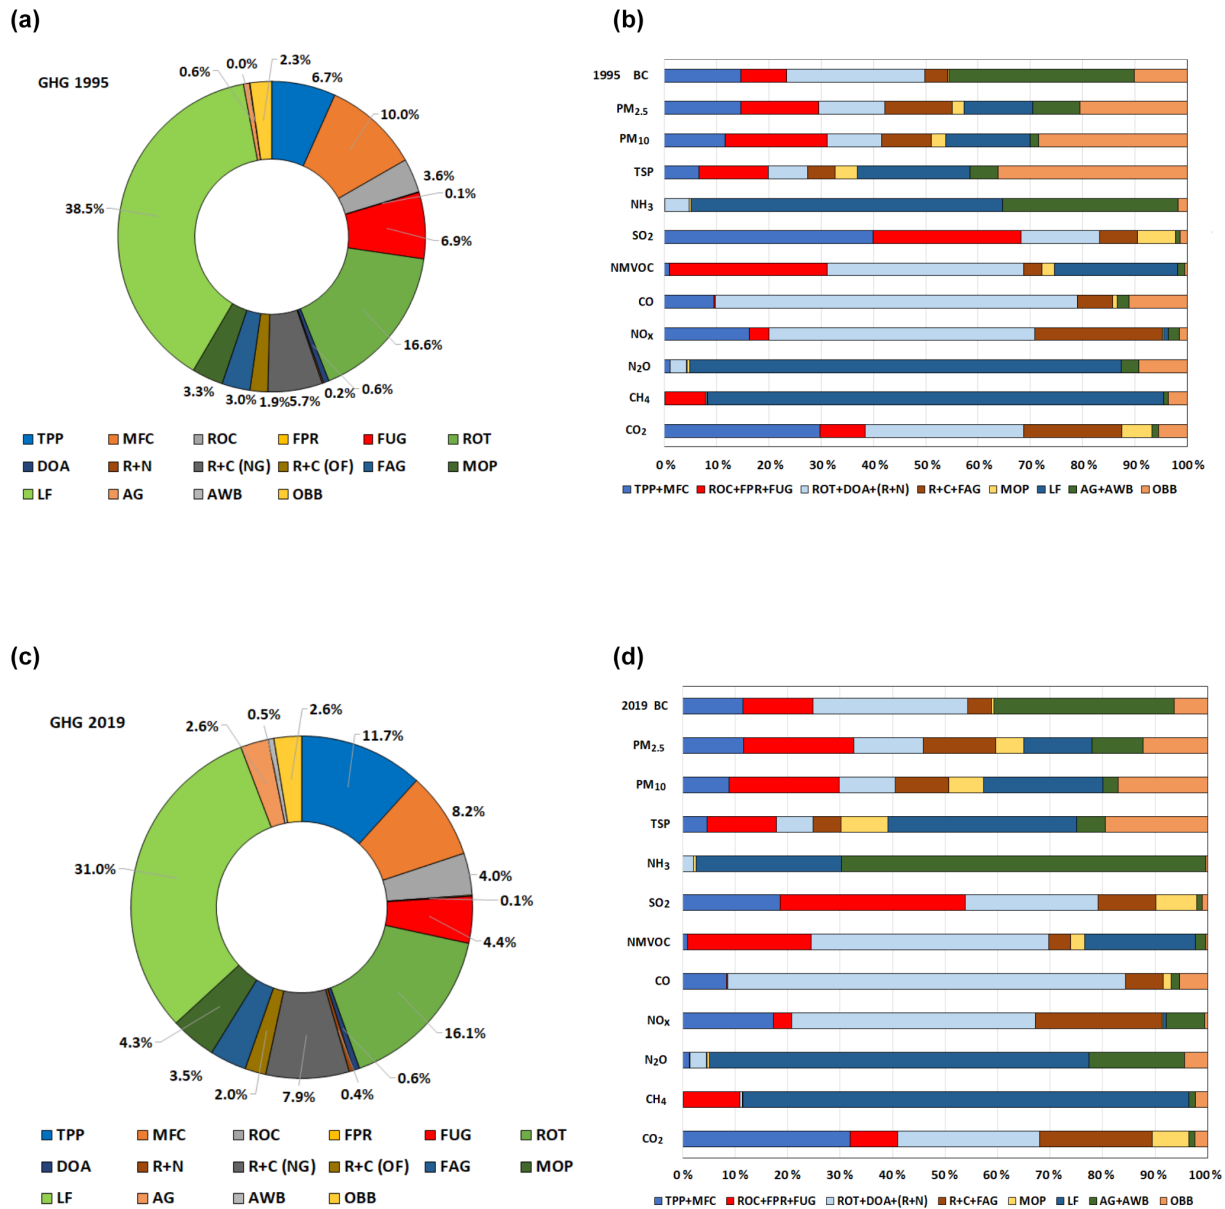 (a)
GHG 1995
0.6%
0.0%
2.3%
6.7%
10.0%
3.6%
0.1%
6.9%
16.6%
0.6%
0.2%
5.7%
1.9%
3.0%
3.3%
38.5%
TPP MFC ROC FPR FUG ROT
DOA R+N R+C (NG) R+C (OF) FAG MOP
LF AG AWB OBB
(b)
1995 BC
PM2.5
PM10
TSP
NH3
SO2
NMVOC
CO
NOx
N2O
CH4
CO2
0% 10% 20% 30% 40% 50% 60% 70% 80% 90% 100%
TPP+MFC ROC+FPR+FUG ROT+DOA+(R+N) R+C+FAG MOP LF AG+AWB OBB
(c)
GHG 2019
2.6%
0.5%
2.6%
11.7%
8.2%
4.0%
0.1%
4.4%
16.1%
0.6%
0.4%
7.9%
2.0%
3.5%
4.3%
31.0%
TPP MFC ROC FPR FUG ROT
DOA R+N R+C (NG) R+C (OF) FAG MOP
LF AG AWB OBB
(d)
2019 BC
PM2.5
PM10
TSP
NH3
SO2
NMVOC
CO
NOx
N2O
CH4
CO2
0% 10% 20% 30% 40% 50% 60% 70% 80% 90% 100%
TPP+MFC ROC+FPR+FUG ROT+DOA+(R+N) R+C+FAG MOP LF AG+AWB OBB